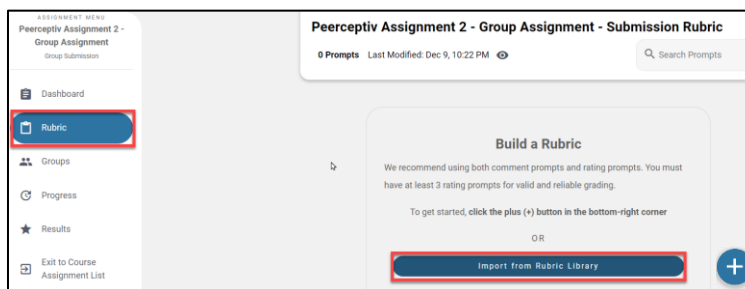 ASSIGNMENT MENU
Peerceptiv Assignment 2 -
Group Assignment
Group Submission
Dashboard
Rubric
Groups
Progress
Results
Exit to Course
Assignment List
Peerceptiv Assignment 2 - Group Assignment - Submission Rubric
0 Prompts Last Modified: Dec 9, 10:22 PM
Search Prompts
Build a Rubric
We recommend using both comment prompts and rating prompts. You must
have at least 3 rating prompts for valid and reliable grading.
To get started, click the plus (+) button in the bottom-right corner
OR
Import from Rubric Library